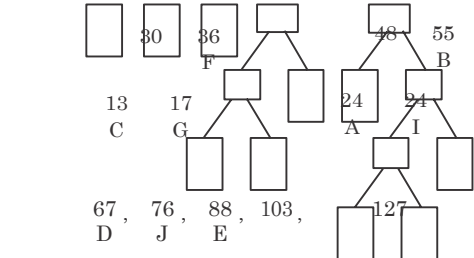 30 36 48 55
F B
13 17 24 24
C G A I
67, 76, 88, 103, 127
D J E